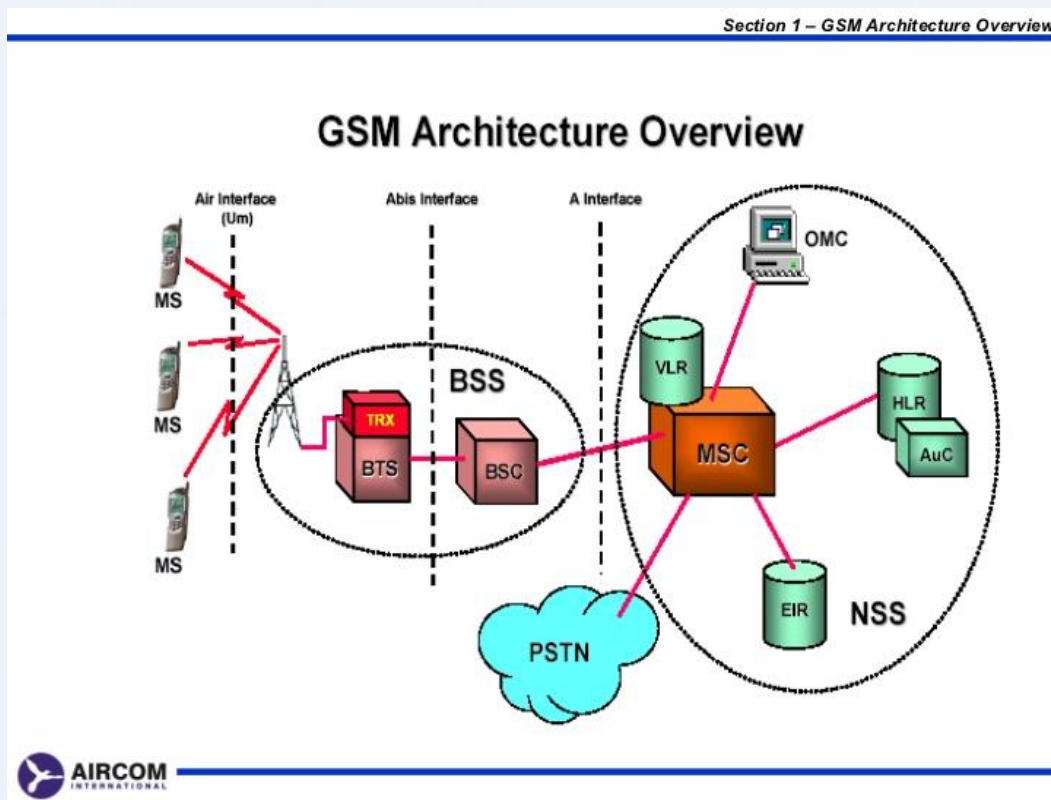 Section 1 – GSM Architecture Overview
GSM Architecture Overview
Air Interface
(Um)
Abis Interface
A Interface
MS
MS
MS
BSS
TRX
BTS
BSC
VLR
MSC
OMC
HLR
AuC
EIR
NSS
PSTN
AIRCOM
INTERNATIONAL